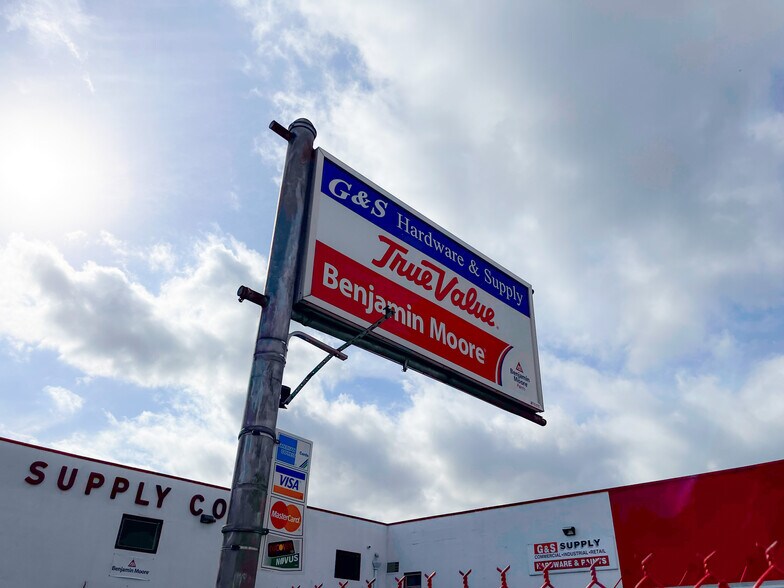 G&S Hardware & Supply
True Value
Benjamin Moore
Benjamin
Moore
SUPPLY CO
VISA
MasterCard
NOVUS
Benjamin Moore
G&S SUPPLY
COMMERCIAL•INDUSTRIAL•RETAIL
HARDWARE & PAINTS